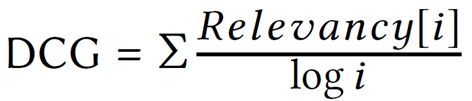 DCG = Σ Relevancy[i] / log i